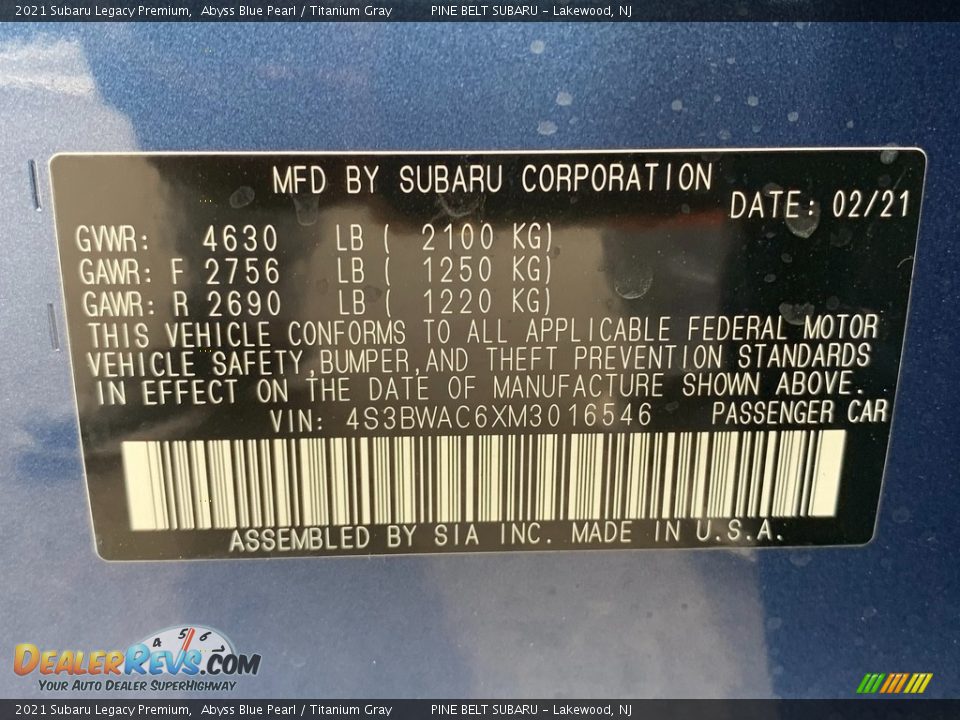 2021 Subaru Legacy Premium, Abyss Blue Pearl / Titanium Gray PINE BELT SUBARU - Lakewood, NJ
MFD BY SUBARU CORPORATION
DATE: 02/21
GVWR: 4630 LB ( 2100 KG)
GAWR: F 2756 LB ( 1250 KG)
GAWR: R 2690 LB ( 1220 KG)
THIS VEHICLE CONFORMS TO ALL APPLICABLE FEDERAL MOTOR
VEHICLE SAFETY,BUMPER,AND THEFT PREVENTION STANDARDS
IN EFFECT ON THE DATE OF MANUFACTURE SHOWN ABOVE.
VIN: 4S3BWAC6XM3016546 PASSENGER CAR
ASSEMBLED BY SIA INC. MADE IN U.S.A.
4 5 6
DEALERREVS.COM
YOUR AUTO DEALER SUPERHIGHWAY
2021 Subaru Legacy Premium, Abyss Blue Pearl / Titanium Gray PINE BELT SUBARU - Lakewood, NJ